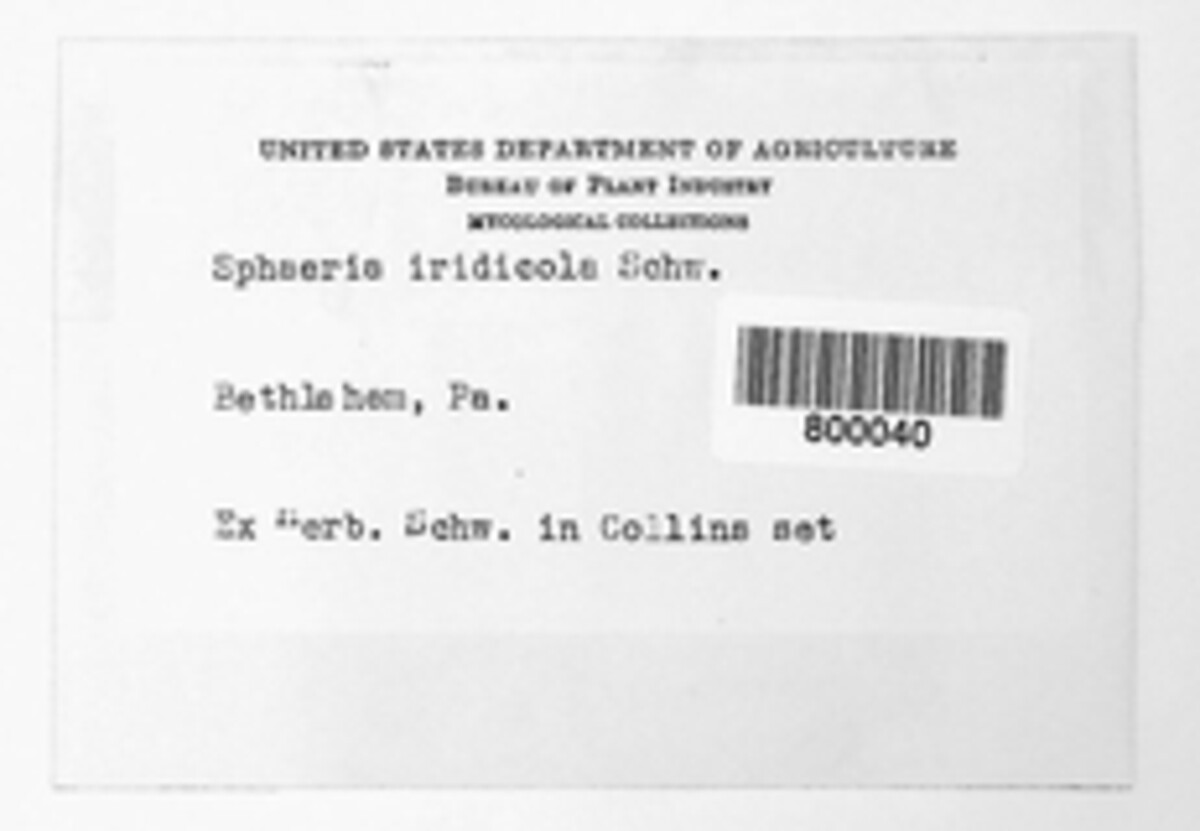 UNITED STATES DEPARTMENT OF AGRICULTURE
BUREAU OF PLANT INDUSTRY
MYCOLOGICAL COLLECTIONS
Sphaeria iridicola Schw.
Bethlehem, Pa.
800040
Ex Herb. Schw. in Collins set